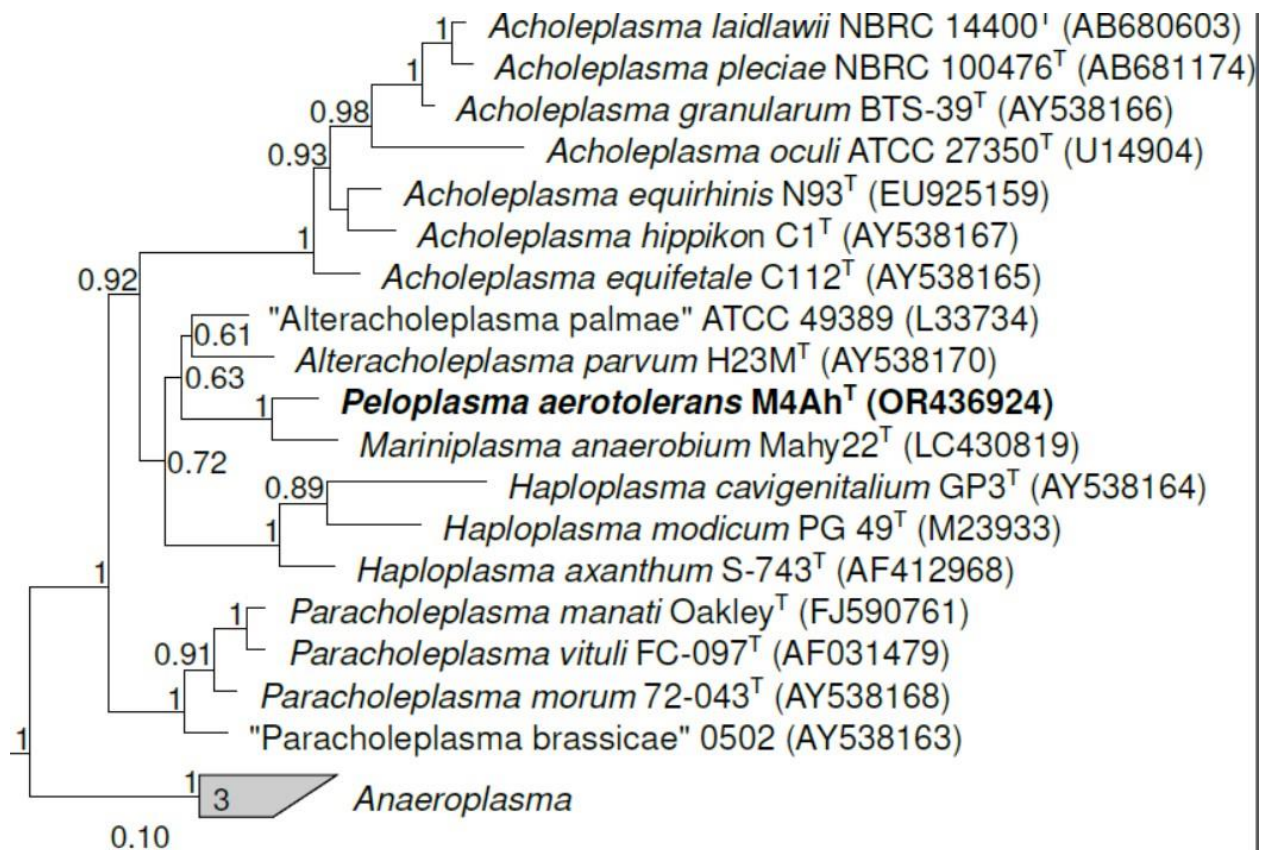 1 Acholeplasma laidlawii NBRC 14400ᵀ (AB680603)
1 Acholeplasma pleciae NBRC 100476ᵀ (AB681174)
0.98 Acholeplasma granularum BTS-39ᵀ (AY538166)
0.93 Acholeplasma oculi ATCC 27350ᵀ (U14904)
Acholeplasma equirhinis N93ᵀ (EU925159)
1 Acholeplasma hippikon C1ᵀ (AY538167)
0.92 Acholeplasma equifetale C112ᵀ (AY538165)
"Alteracholeplasma palmae" ATCC 49389 (L33734)
0.61
Alteracholeplasma parvum H23Mᵀ (AY538170)
0.63
1 Peloplasma aerotolerans M4Ahᵀ (OR436924)
Mariniplasma anaerobium Mahy22ᵀ (LC430819)
0.72
0.89 Haploplasma cavigenitalium GP3ᵀ (AY538164)
1 Haploplasma modicum PG 49ᵀ (M23933)
1 Haploplasma axanthum S-743ᵀ (AF412968)
1 Paracholeplasma manati Oakleyᵀ (FJ590761)
0.91 Paracholeplasma vituli FC-097ᵀ (AF031479)
1 Paracholeplasma morum 72-043ᵀ (AY538168)
1 "Paracholeplasma brassicae" 0502 (AY538163)
1 3 Anaeroplasma
0.10